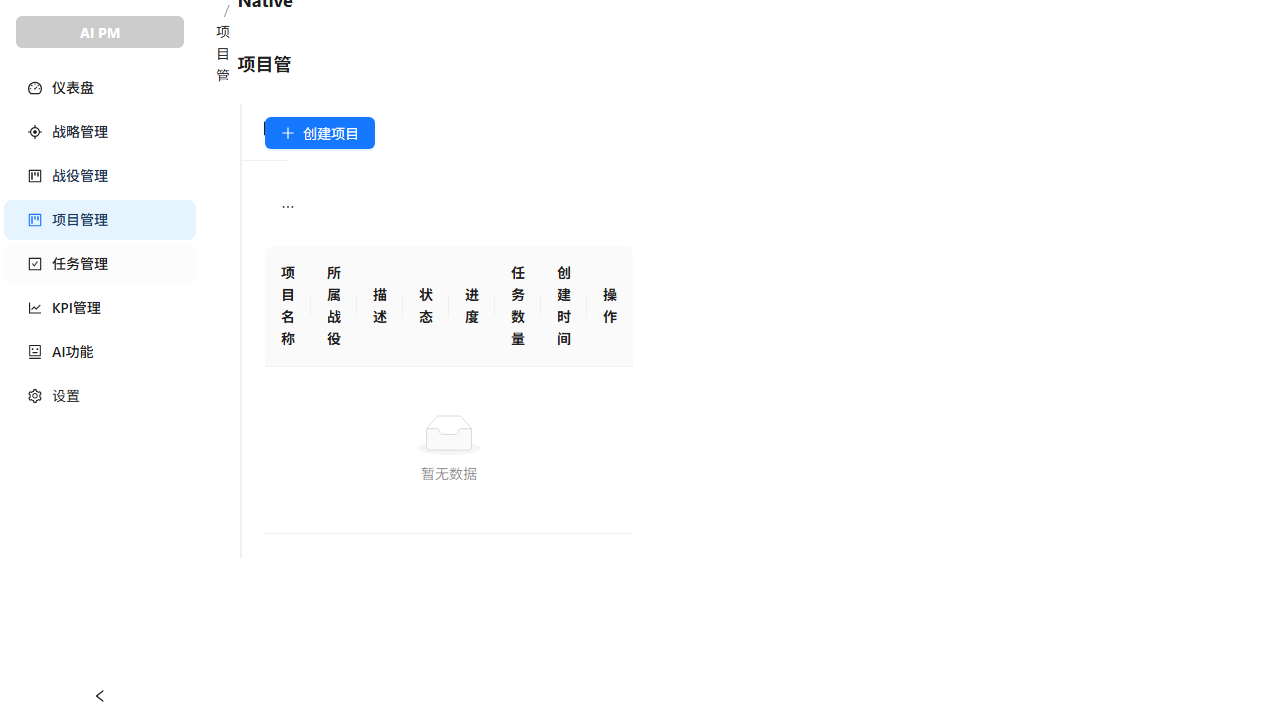 AI PM
仪表盘
战略管理
战役管理
项目管理
任务管理
KPI管理
AI功能
设置
/
项
目
管
Native
项目管
创建项目
...
项目名称
所属战役
描述
状态
进度
任务数量
创建时间
操作
暂无数据